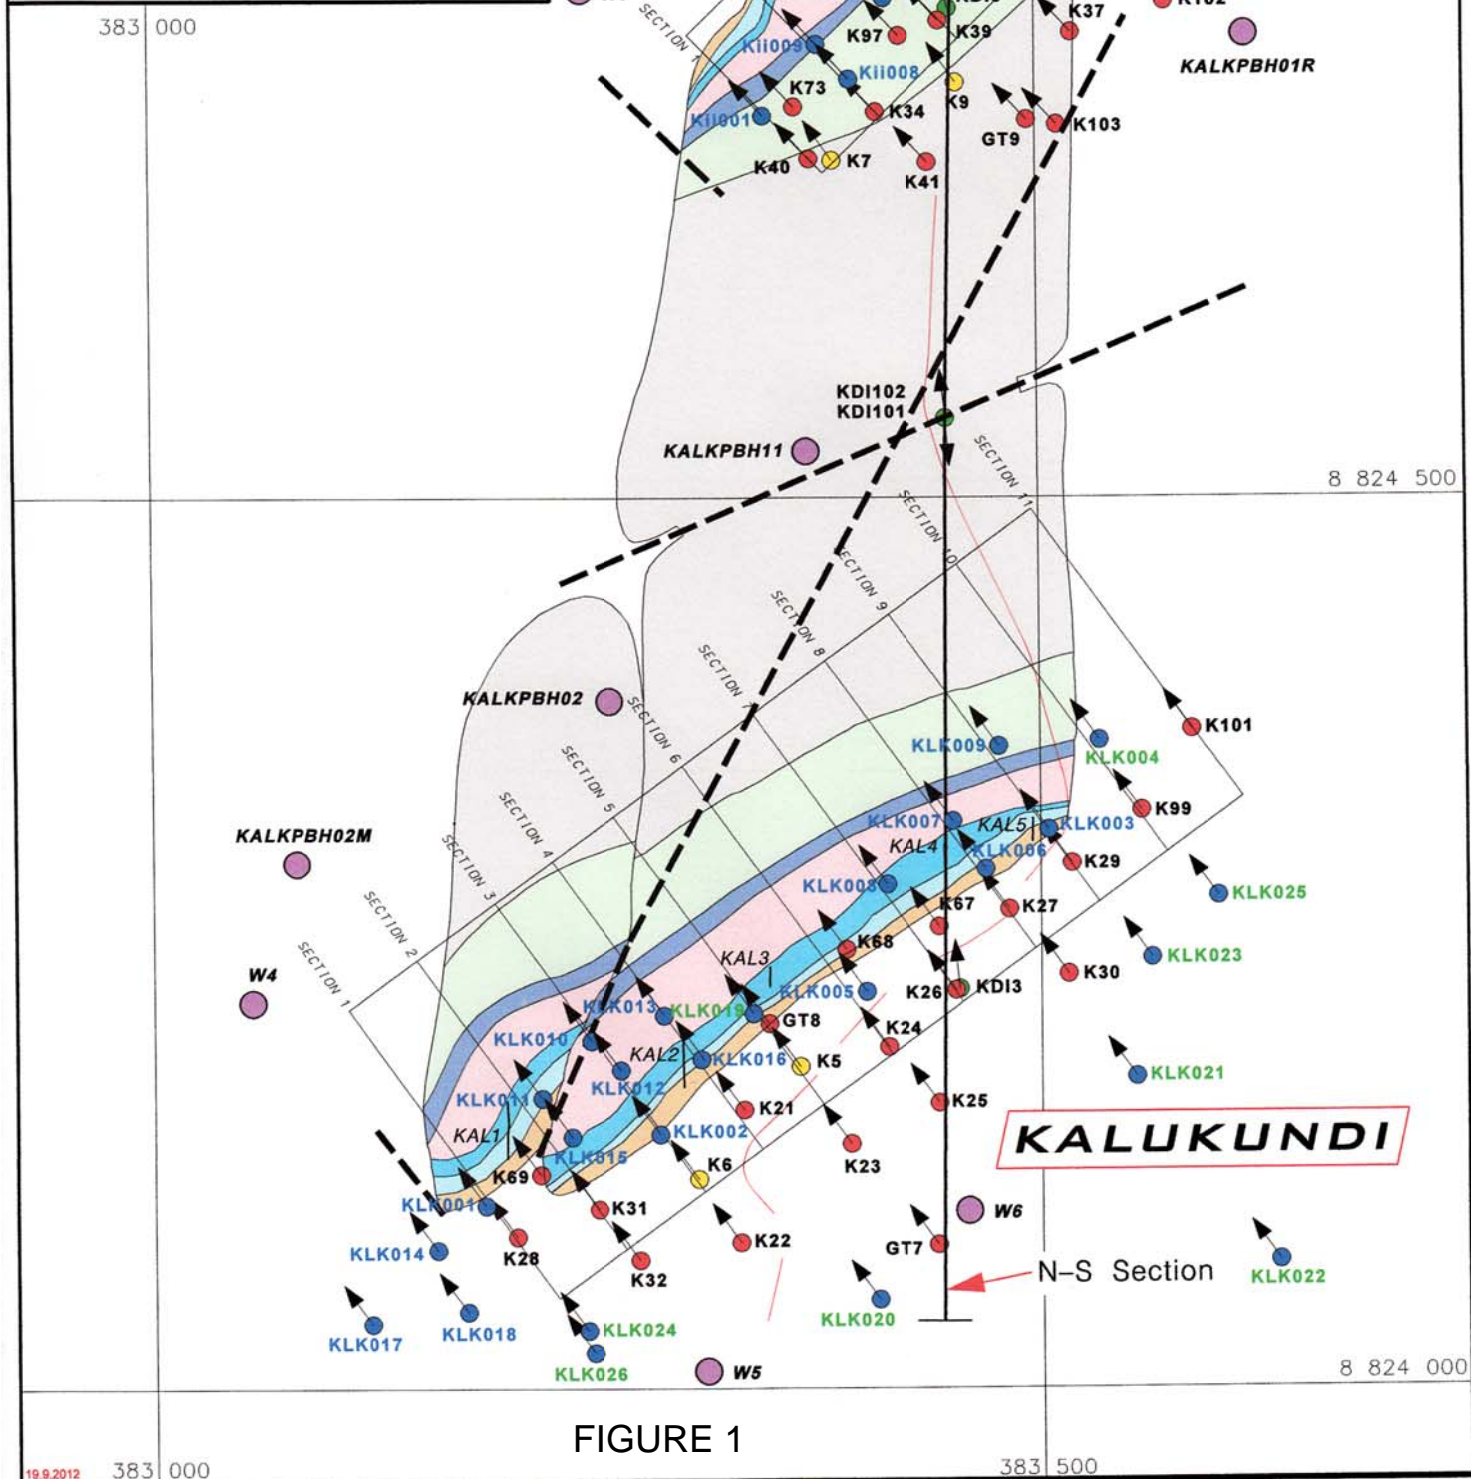 K102
K37
383 000
SECTION 1
K97
K39
Kii009
KALKPBH01R
Kii008
K73
K9
K34
Kii001
GT9
K103
K40
K7
K41
KDI102
KDI101
KALKPBH11
SECTION 11
8 824 500
SECTION 10
SECTION 9
SECTION 8
SECTION 7
KALKPBH02
SECTION 6
K101
KLK009
KLK004
SECTION 5
SECTION 4
K99
KALKPBH02M
KLK007
KAL5
KLK003
SECTION 3
KAL4
KLK006
K29
KLK008
KLK025
SECTION 2
K67
K27
K68
KAL3
KLK023
SECTION 1
W4
K30
KLK005
K26
KDI3
KLK013
KLK019
GT8
KLK010
K24
KAL2
KLK016
K5
KLK021
KLK012
KLK011
K25
K21
KAL1
KLK002
KALUKUNDI
KLK015
K6
K23
K69
KLK001
K31
W6
KLK014
K28
K22
GT7
K32
N-S Section
KLK022
KLK020
KLK017
KLK018
KLK024
KLK026
W5
8 824 000
FIGURE 1
19.9.2012
383 000
383 500